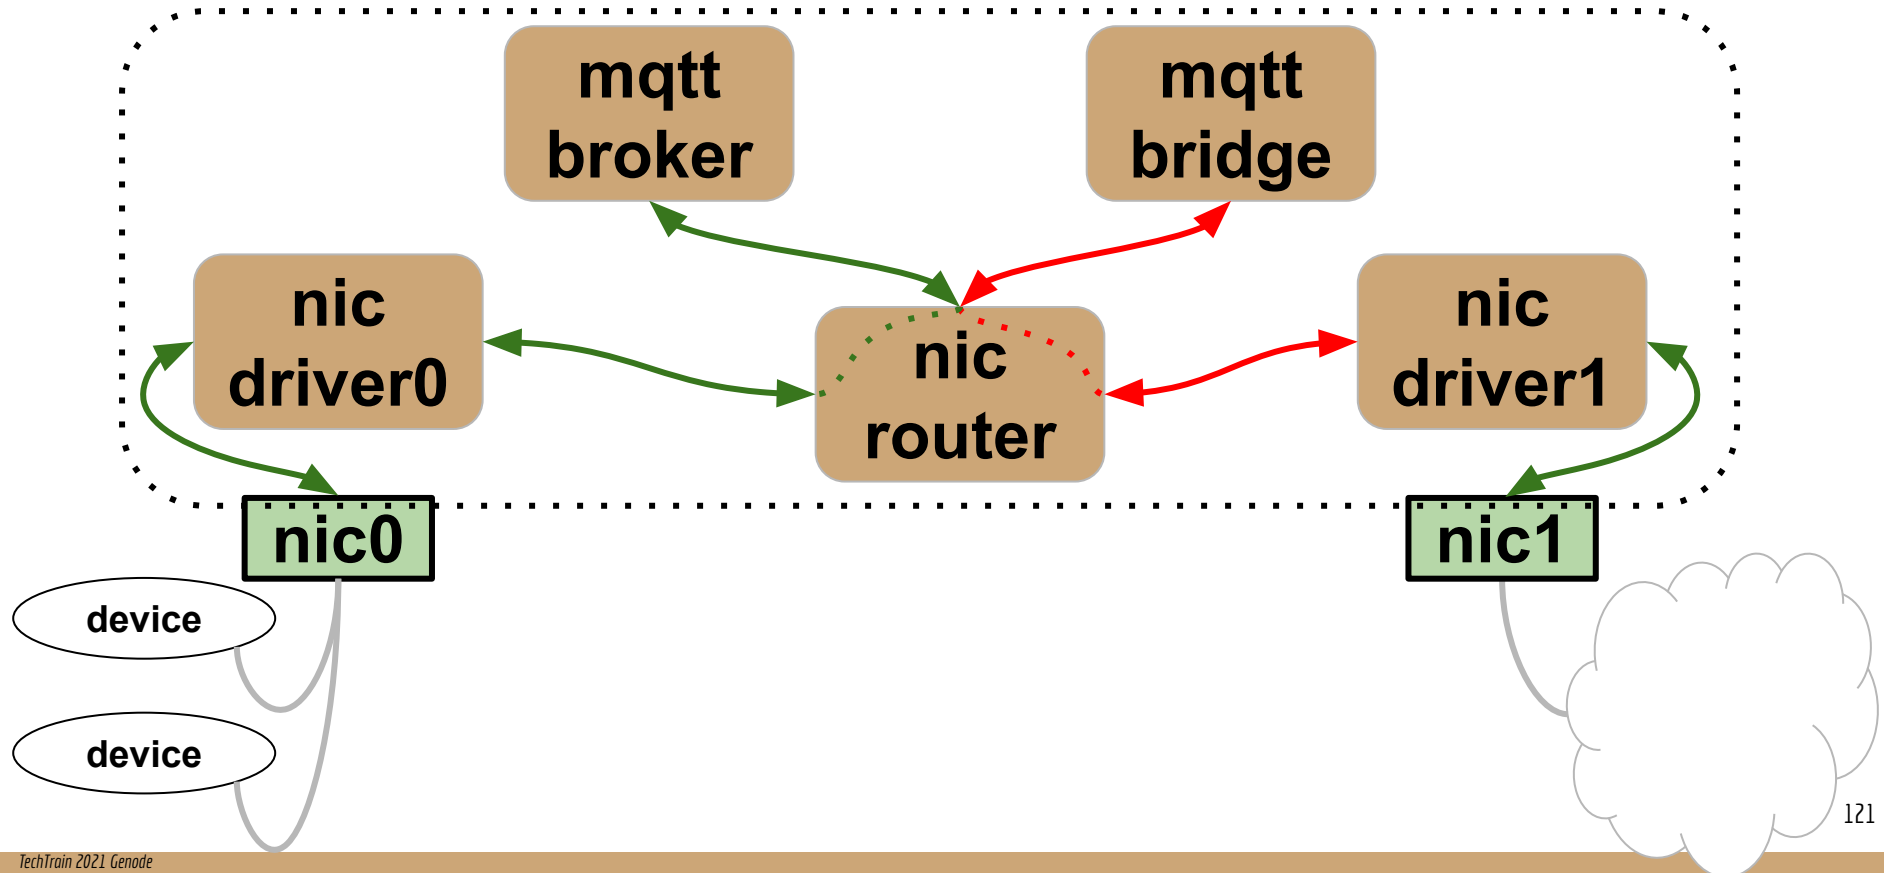 mqtt
broker
mqtt
bridge
nic
driver0
nic
router
nic
driver1
nic0
nic1
device
device
121
TechTrain 2021 Genode